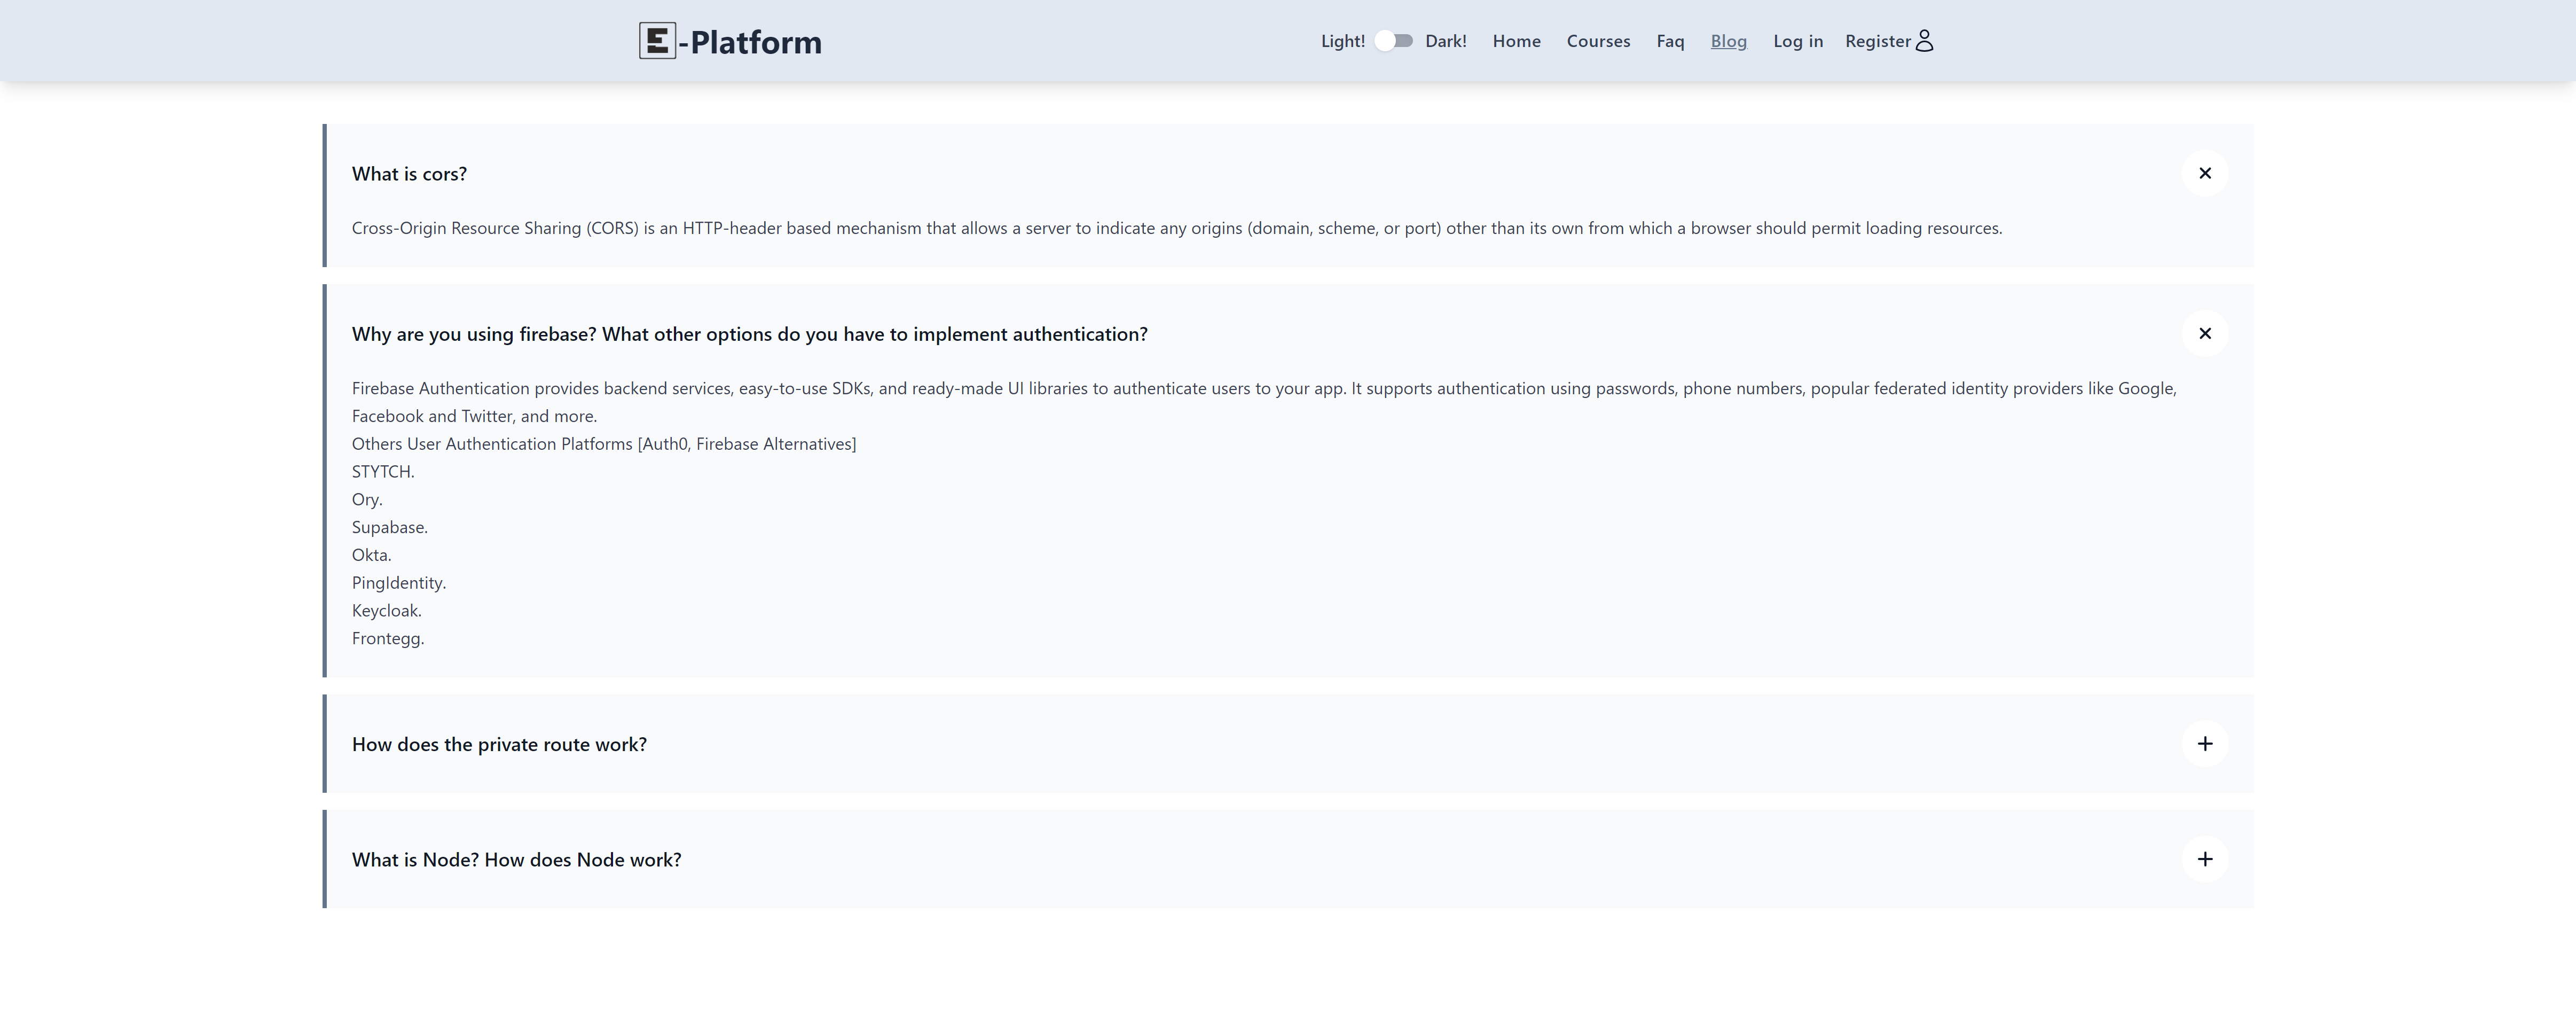 E-Platform
Light! Dark! Home Courses Faq Blog Log in Register
What is cors?
Cross-Origin Resource Sharing (CORS) is an HTTP-header based mechanism that allows a server to indicate any origins (domain, scheme, or port) other than its own from which a browser should permit loading resources.
Why are you using firebase? What other options do you have to implement authentication?
Firebase Authentication provides backend services, easy-to-use SDKs, and ready-made UI libraries to authenticate users to your app. It supports authentication using passwords, phone numbers, popular federated identity providers like Google,
Facebook and Twitter, and more.
Others User Authentication Platforms [Auth0, Firebase Alternatives]
STYTCH.
Ory.
Supabase.
Okta.
PingIdentity.
Keycloak.
Frontegg.
How does the private route work?
What is Node? How does Node work?